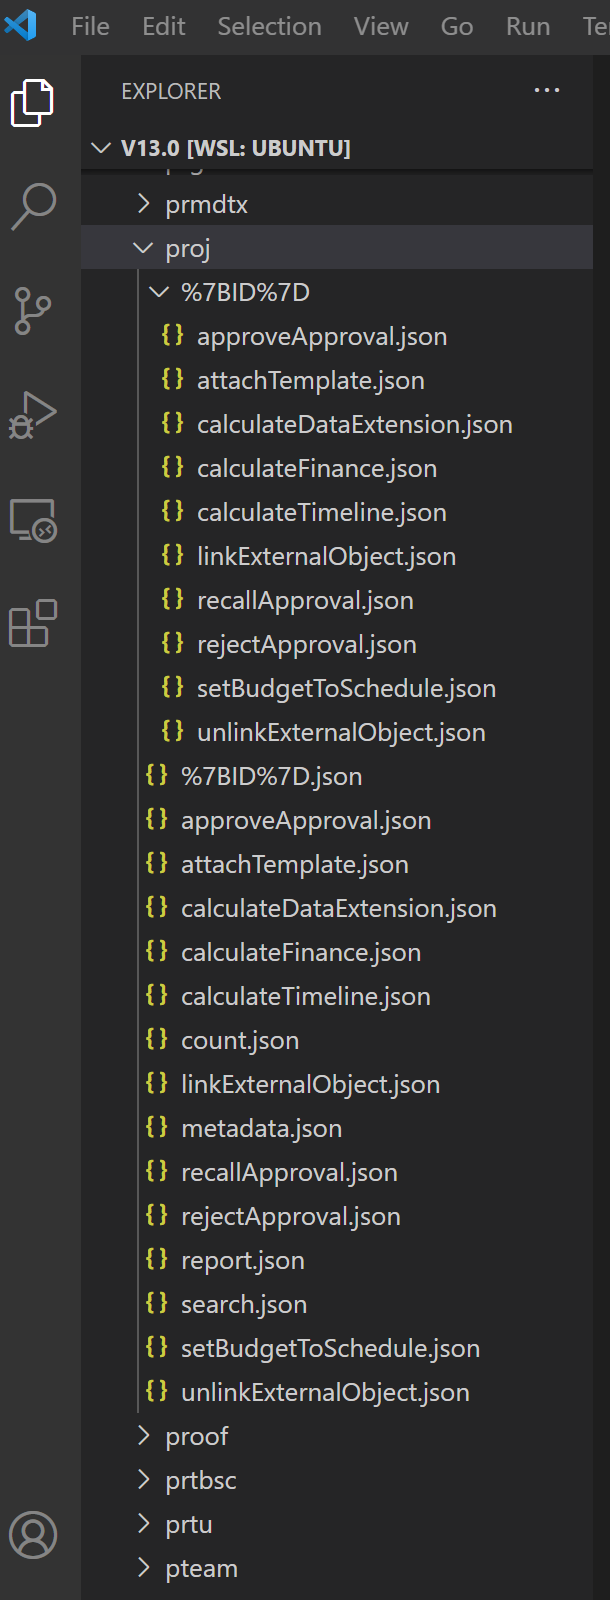 File Edit Selection View Go Run
EXPLORER ···
V13.0 [WSL: UBUNTU]
prmdtx
proj
%7BID%7D
{} approveApproval.json
{} attachTemplate.json
{} calculateDataExtension.json
{} calculateFinance.json
{} calculateTimeline.json
{} linkExternalObject.json
{} recallApproval.json
{} rejectApproval.json
{} setBudgetToSchedule.json
{} unlinkExternalObject.json
{} %7BID%7D.json
{} approveApproval.json
{} attachTemplate.json
{} calculateDataExtension.json
{} calculateFinance.json
{} calculateTimeline.json
{} count.json
{} linkExternalObject.json
{} metadata.json
{} recallApproval.json
{} rejectApproval.json
{} report.json
{} search.json
{} setBudgetToSchedule.json
{} unlinkExternalObject.json
proof
prtbsc
prtu
pteam